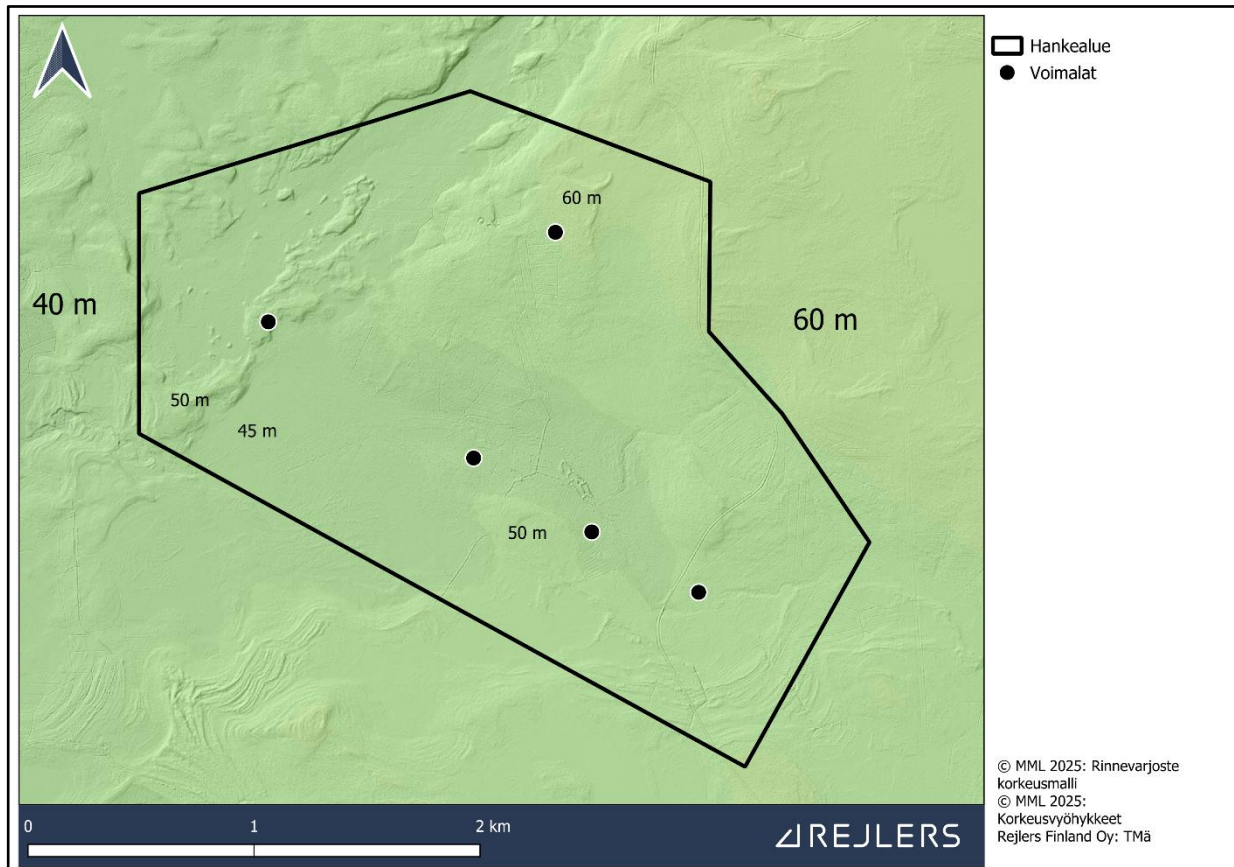 Hankealue
Voimalat
60 m
40 m
60 m
50 m
45 m
50 m
© MML 2025: Rinnevarjoste
korkeusmalli
© MML 2025:
Korkeusvyöhykkeet
Rejlers Finland Oy: TMä
0 1 2 km
REJLERS